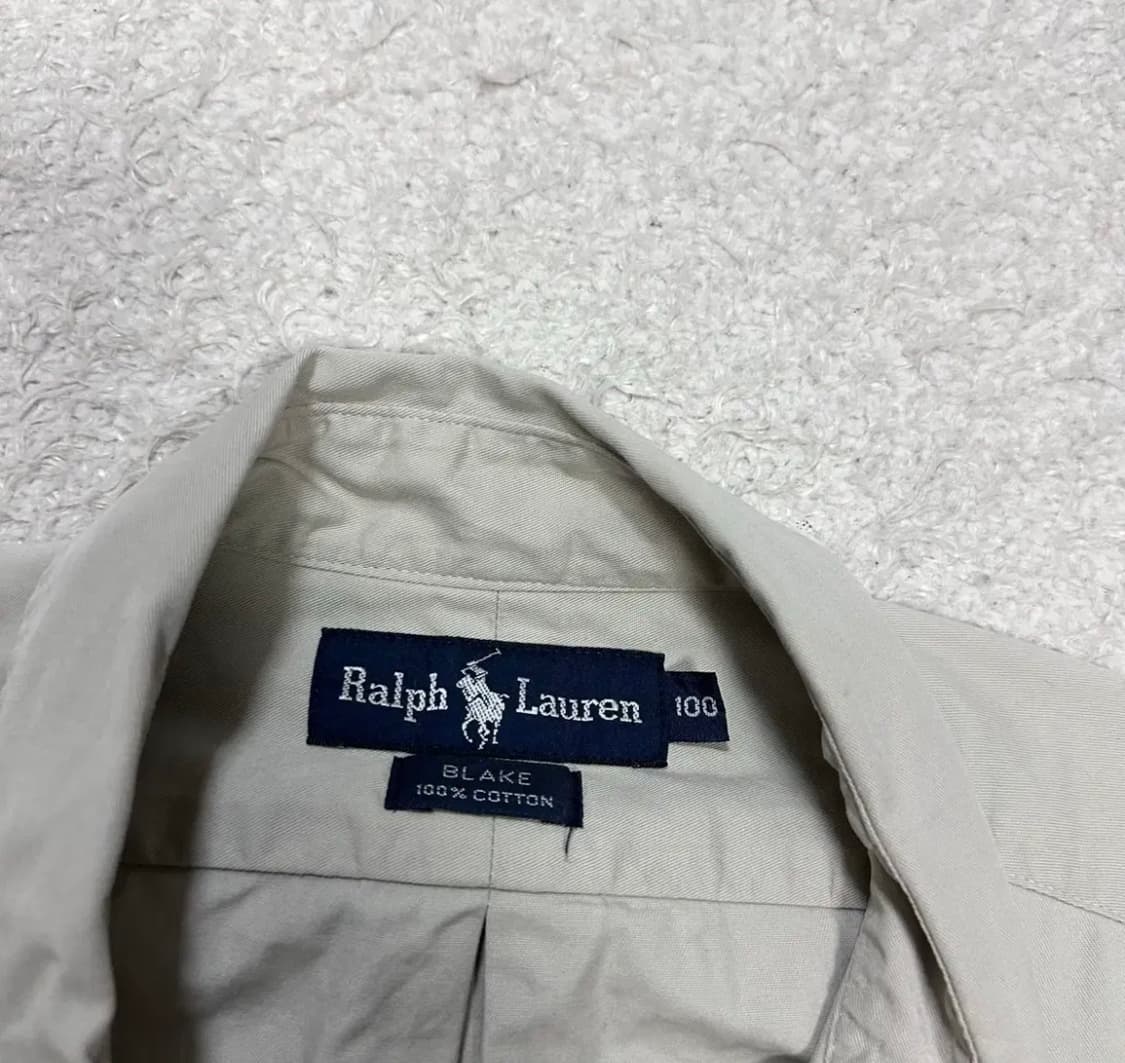 Ralph Lauren
100
BLAKE
100% COTTON